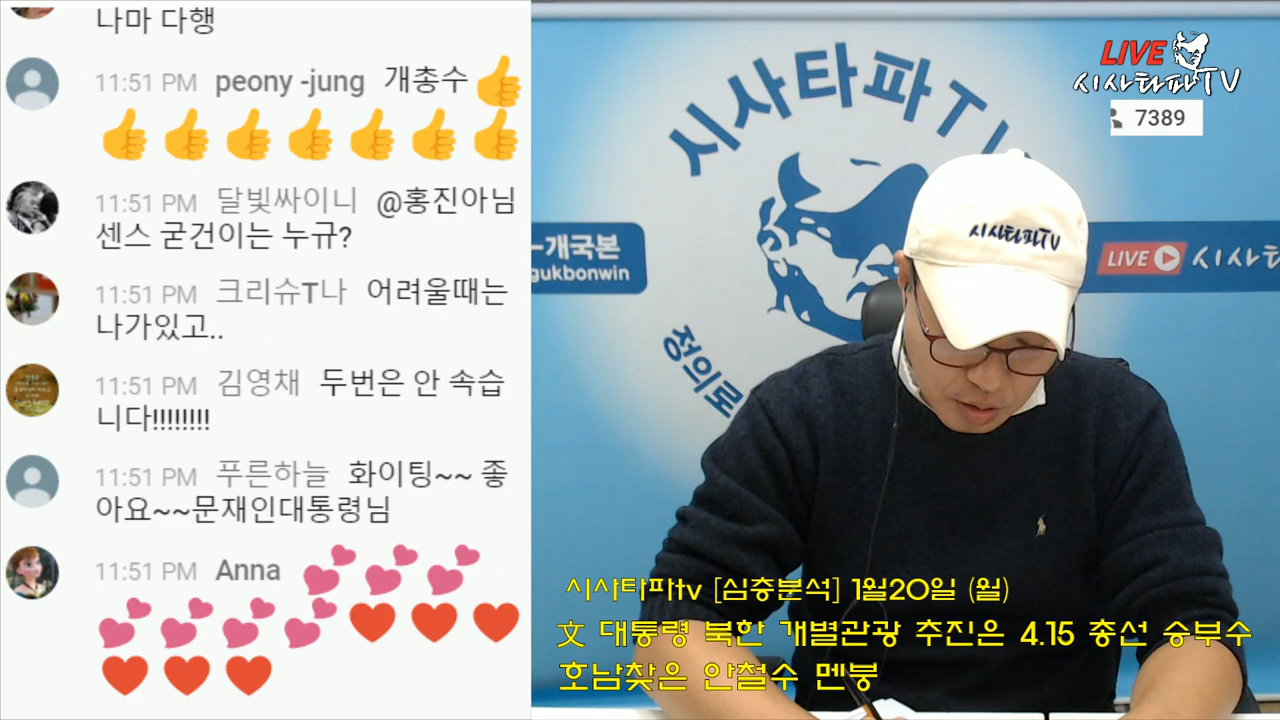 나마 다행
11:51 PM peony -jung 개총수
11:51 PM 달빛싸이니 @홍진아님
센스 굳건이는 누규?
11:51 PM 크리슈T나 어려울때는
나가있고..
11:51 PM 김영채 두번은 안 속습
니다!!!!!!!!
11:51 PM 푸른하늘 화이팅~~ 좋
아요~~문재인대통령님
11:51 PM Anna
LIVE
시사타파TV
7389
시사타파TV
시사타파TV
-개국본
gukbonwin
LIVE 시사타
정의로
시사타파tv [심층분석] 1월20일 (월)
文 대통령 북한 개별관광 추진은 4.15 총선 승부수
호남찾은 안철수 멘붕